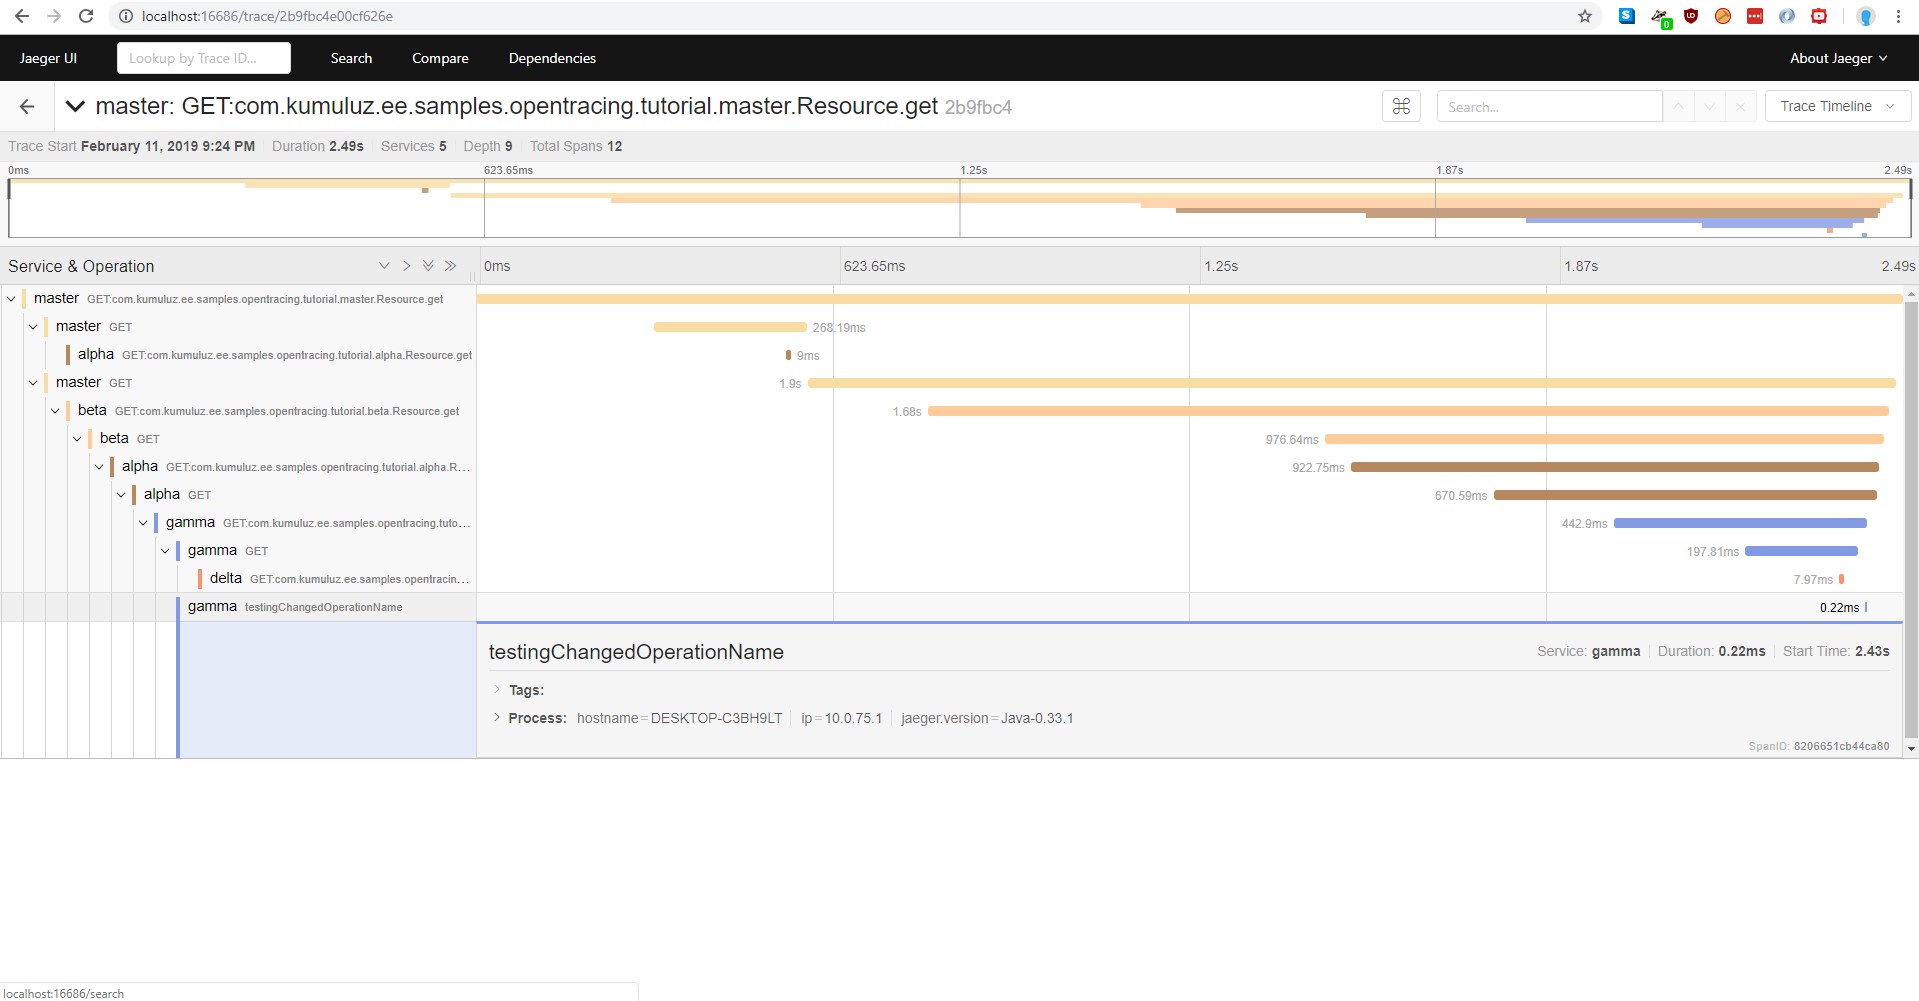 localhost:16686/trace/2b9fbc4e00cf626e
S 0 UD
Jaeger UI Lookup by Trace ID... Search Compare Dependencies About Jaeger
master: GET:com.kumuluz.ee.samples.opentracing.tutorial.master.Resource.get 2b9fbc4 ⌘ Search... Trace Timeline
Trace Start February 11, 2019 9:24 PM Duration 2.49s Services 5 Depth 9 Total Spans 12
0ms 623.65ms 1.25s 1.87s 2.49s
Service & Operation 0ms 623.65ms 1.25s 1.87s 2.49s
master GET:com.kumuluz.ee.samples.opentracing.tutorial.master.Resource.get
master GET 268.19ms
alpha GET:com.kumuluz.ee.samples.opentracing.tutorial.alpha.Resource.get 9ms
master GET 1.9s
beta GET:com.kumuluz.ee.samples.opentracing.tutorial.beta.Resource.get 1.68s
beta GET 976.64ms
alpha GET:com.kumuluz.ee.samples.opentracing.tutorial.alpha.R... 922.75ms
alpha GET 670.59ms
gamma GET:com.kumuluz.ee.samples.opentracing.tuto... 442.9ms
gamma GET 197.81ms
delta GET:com.kumuluz.ee.samples.opentracin... 7.97ms
gamma testingChangedOperationName 0.22ms
testingChangedOperationName Service: gamma Duration: 0.22ms Start Time: 2.43s
Tags:
Process: hostname = DESKTOP-C3BH9LT ip = 10.0.75.1 jaeger.version = Java-0.33.1
SpanID: 8206651cb44ca80
localhost:16686/search